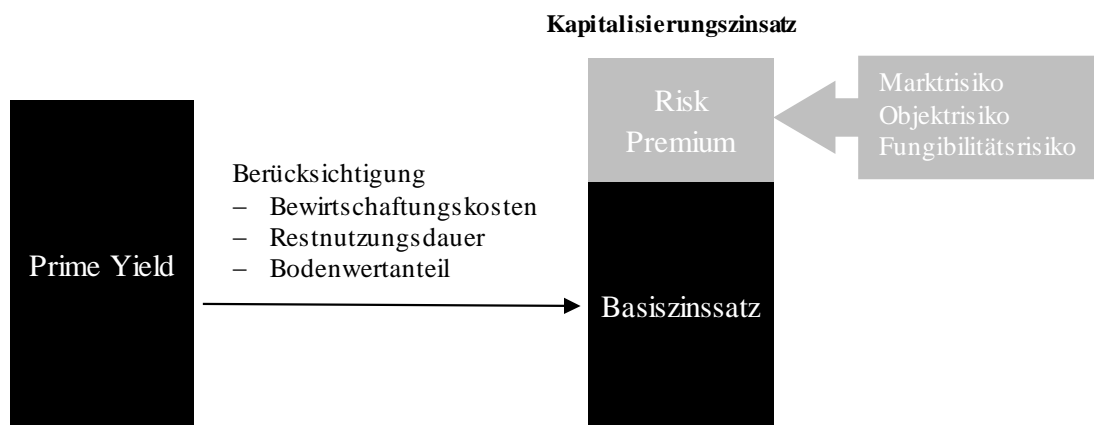 Kapitalisierungszinsatz
Prime Yield
Berücksichtigung
– Bewirtschaftungskosten
– Restnutzungsdauer
– Bodenwertanteil
Risk
Premium
Basiszinssatz
Marktrisiko
Objektrisiko
Fungibilitätsrisiko